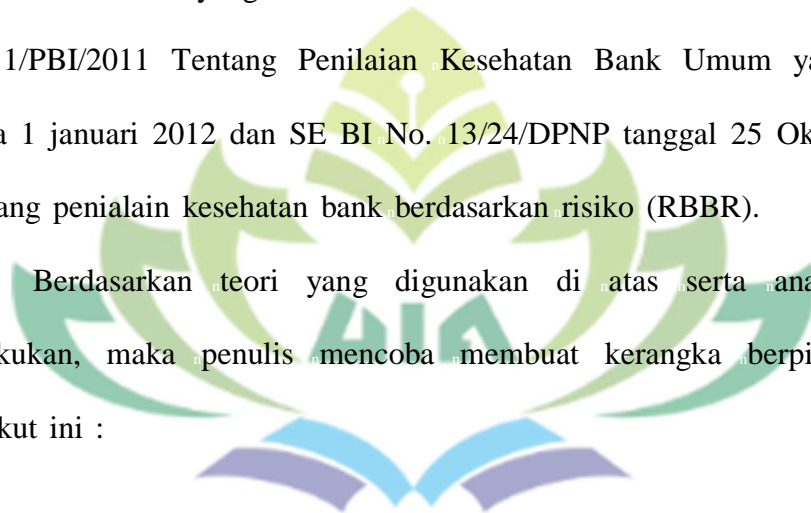 1/PBI/2011 Tentang Penilaian Kesehatan Bank Umum ya
a 1 januari 2012 dan SE BI No. 13/24/DPNP tanggal 25 Ok
ang penialain kesehatan bank berdasarkan risiko (RBBR).
Berdasarkan teori yang digunakan di atas serta ana
kukan, maka penulis mencoba membuat kerangka berpi
kut ini :